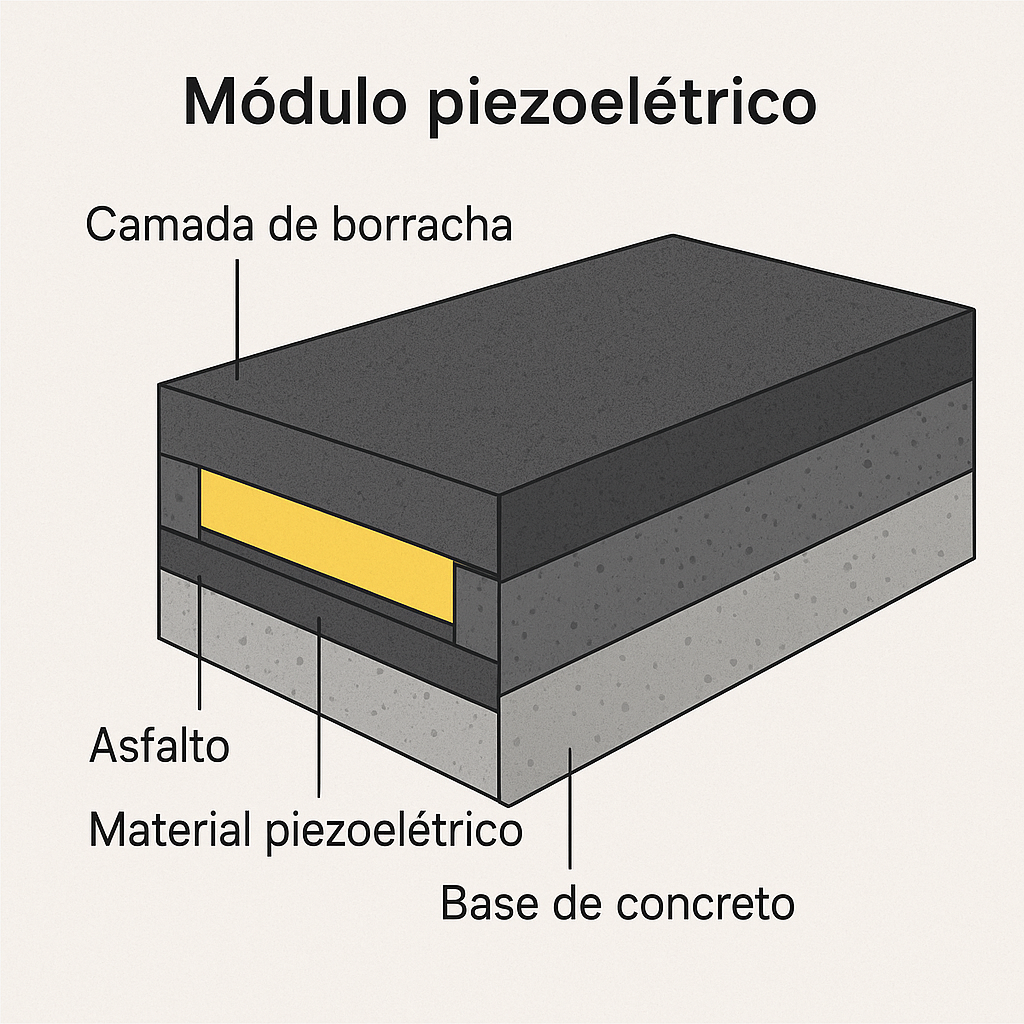 Módulo piezoelétrico
Camada de borracha
Asfalto
Material piezoelétrico
Base de concreto